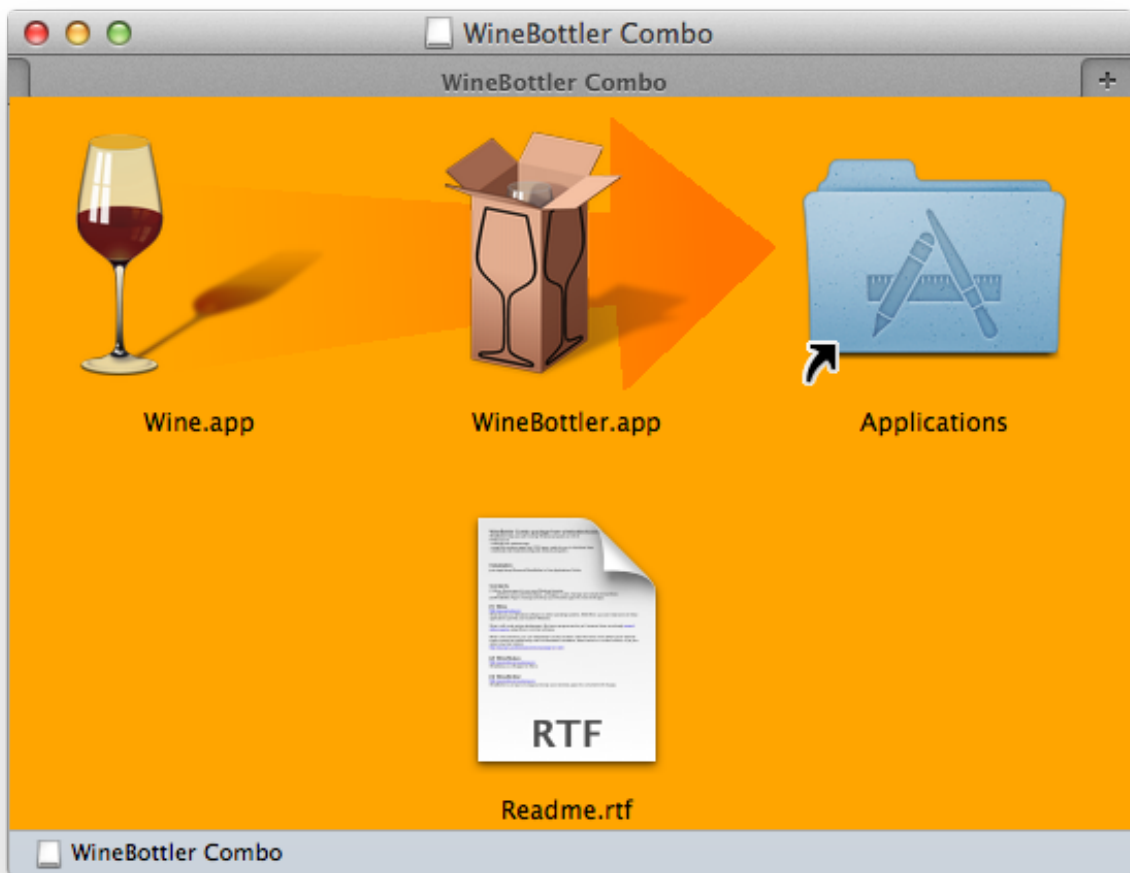 WineBottler Combo
WineBottler Combo
+
Wine.app
WineBottler.app
Applications
RTF
Readme.rtf
WineBottler Combo